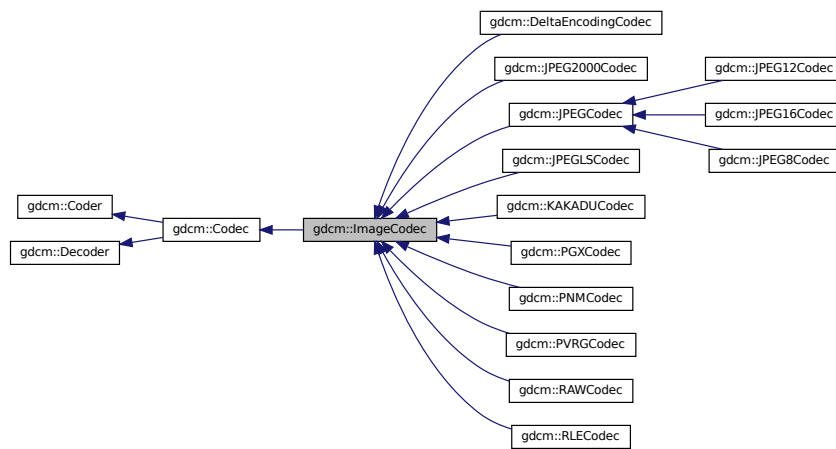 gdcm::DeltaEncodingCodec
gdcm::JPEG2000Codec
gdcm::JPEG12Codec
gdcm::JPEGCodec
gdcm::JPEG16Codec
gdcm::JPEGLSCodec
gdcm::JPEG8Codec
gdcm::Coder
gdcm::KAKADUCodec
gdcm::Codec
gdcm::ImageCodec
gdcm::Decoder
gdcm::PGXCodec
gdcm::PNMCodec
gdcm::PVRGCodec
gdcm::RAWCodec
gdcm::RLECodec